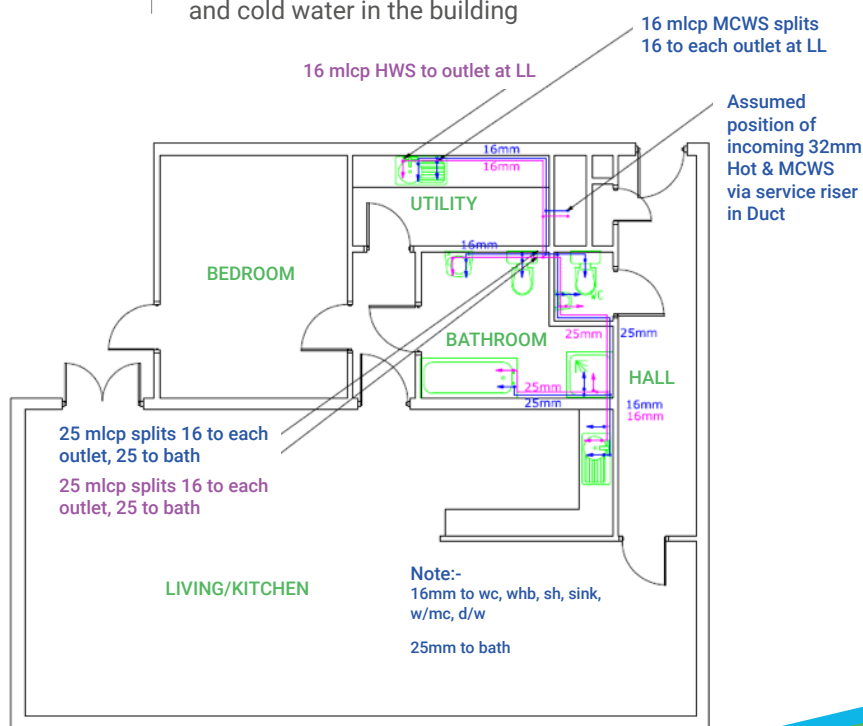 and cold water in the building
16 mlcp MCWS splits
16 to each outlet at LL
16 mlcp HWS to outlet at LL
Assumed
position of
incoming 32mm
Hot & MCWS
via service riser
in Duct
16mm
16mm
UTILITY
16mm
BEDROOM
WC
BATHROOM
25mm
25mm
HALL
25mm
25mm
16mm
16mm
25 mlcp splits 16 to each
outlet, 25 to bath
25 mlcp splits 16 to each
outlet, 25 to bath
LIVING/KITCHEN
Note:-
16mm to wc, whb, sh, sink,
w/mc, d/w
25mm to bath